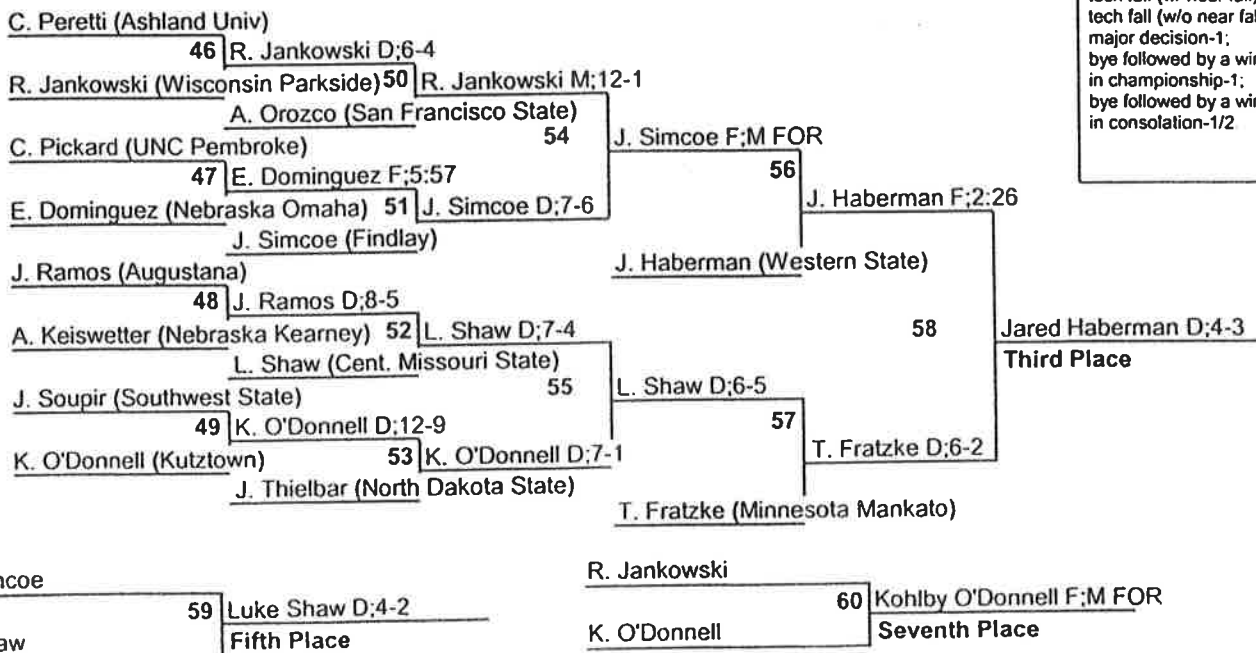 tech fall (w/o near fal
major decision-1;
bye followed by a wi
in championship-1;
bye followed by a wi
in consolation-1/2
C. Peretti (Ashland Univ)
46 R. Jankowski D;6-4
R. Jankowski (Wisconsin Parkside) 50 R. Jankowski M;12-1
A. Orozco (San Francisco State)
54 J. Simcoe F;M FOR
C. Pickard (UNC Pembroke)
47 E. Dominguez F;5:57
56
J. Haberman F;2:26
E. Dominguez (Nebraska Omaha) 51 J. Simcoe D;7-6
J. Simcoe (Findlay)
J. Haberman (Western State)
J. Ramos (Augustana)
48 J. Ramos D;8-5
A. Keiswetter (Nebraska Kearney) 52 L. Shaw D;7-4
58 Jared Haberman D;4-3
Third Place
L. Shaw (Cent. Missouri State)
55 L. Shaw D;6-5
J. Soupir (Southwest State)
49 K. O'Donnell D;12-9
57
T. Fratzke D;6-2
K. O'Donnell (Kutztown) 53 K. O'Donnell D;7-1
J. Thielbar (North Dakota State)
T. Fratzke (Minnesota Mankato)
ncoe
59 Luke Shaw D;4-2
Fifth Place
aw
R. Jankowski
60 Kohlby O'Donnell F;M FOR
Seventh Place
K. O'Donnell